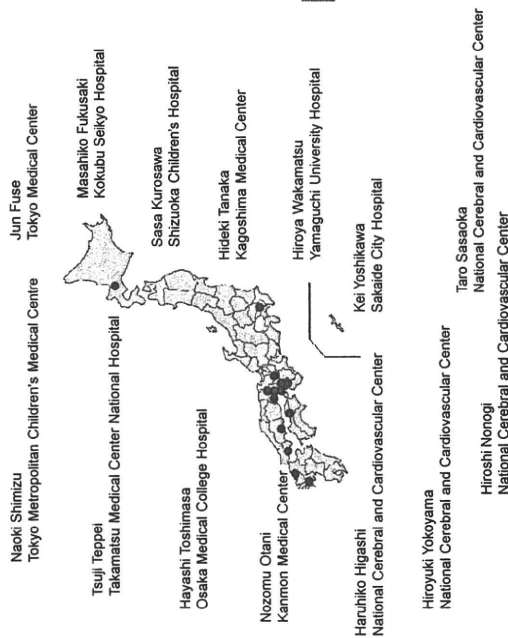 Naoki Shimizu
Tokyo Metropolitan Children's Medical Centre
Jun Fuse
Tokyo Medical Center
Tsuji Teppei
Takamatsu Medical Center National Hospital
Masahiko Fukusaki
Kokubu Seikyo Hospital
Hayashi Toshimasa
Osaka Medical College Hospital
Sasa Kurosawa
Shizuoka Children's Hospital
Nozomu Otani
Kanmon Medical Center
Hideki Tanaka
Kagoshima Medical Center
Hiroya Wakamatsu
Yamaguchi University Hospital
Haruhiko Higashi
National Cerebral and Cardiovascular Center
Kei Yoshikawa
Sakaide City Hospital
Hiroyuki Yokoyama
National Cerebral and Cardiovascular Center
Taro Sasaoka
National Cerebral and Cardiovascular Center
Hiroshi Nonogi
National Cerebral and Cardiovascular Center